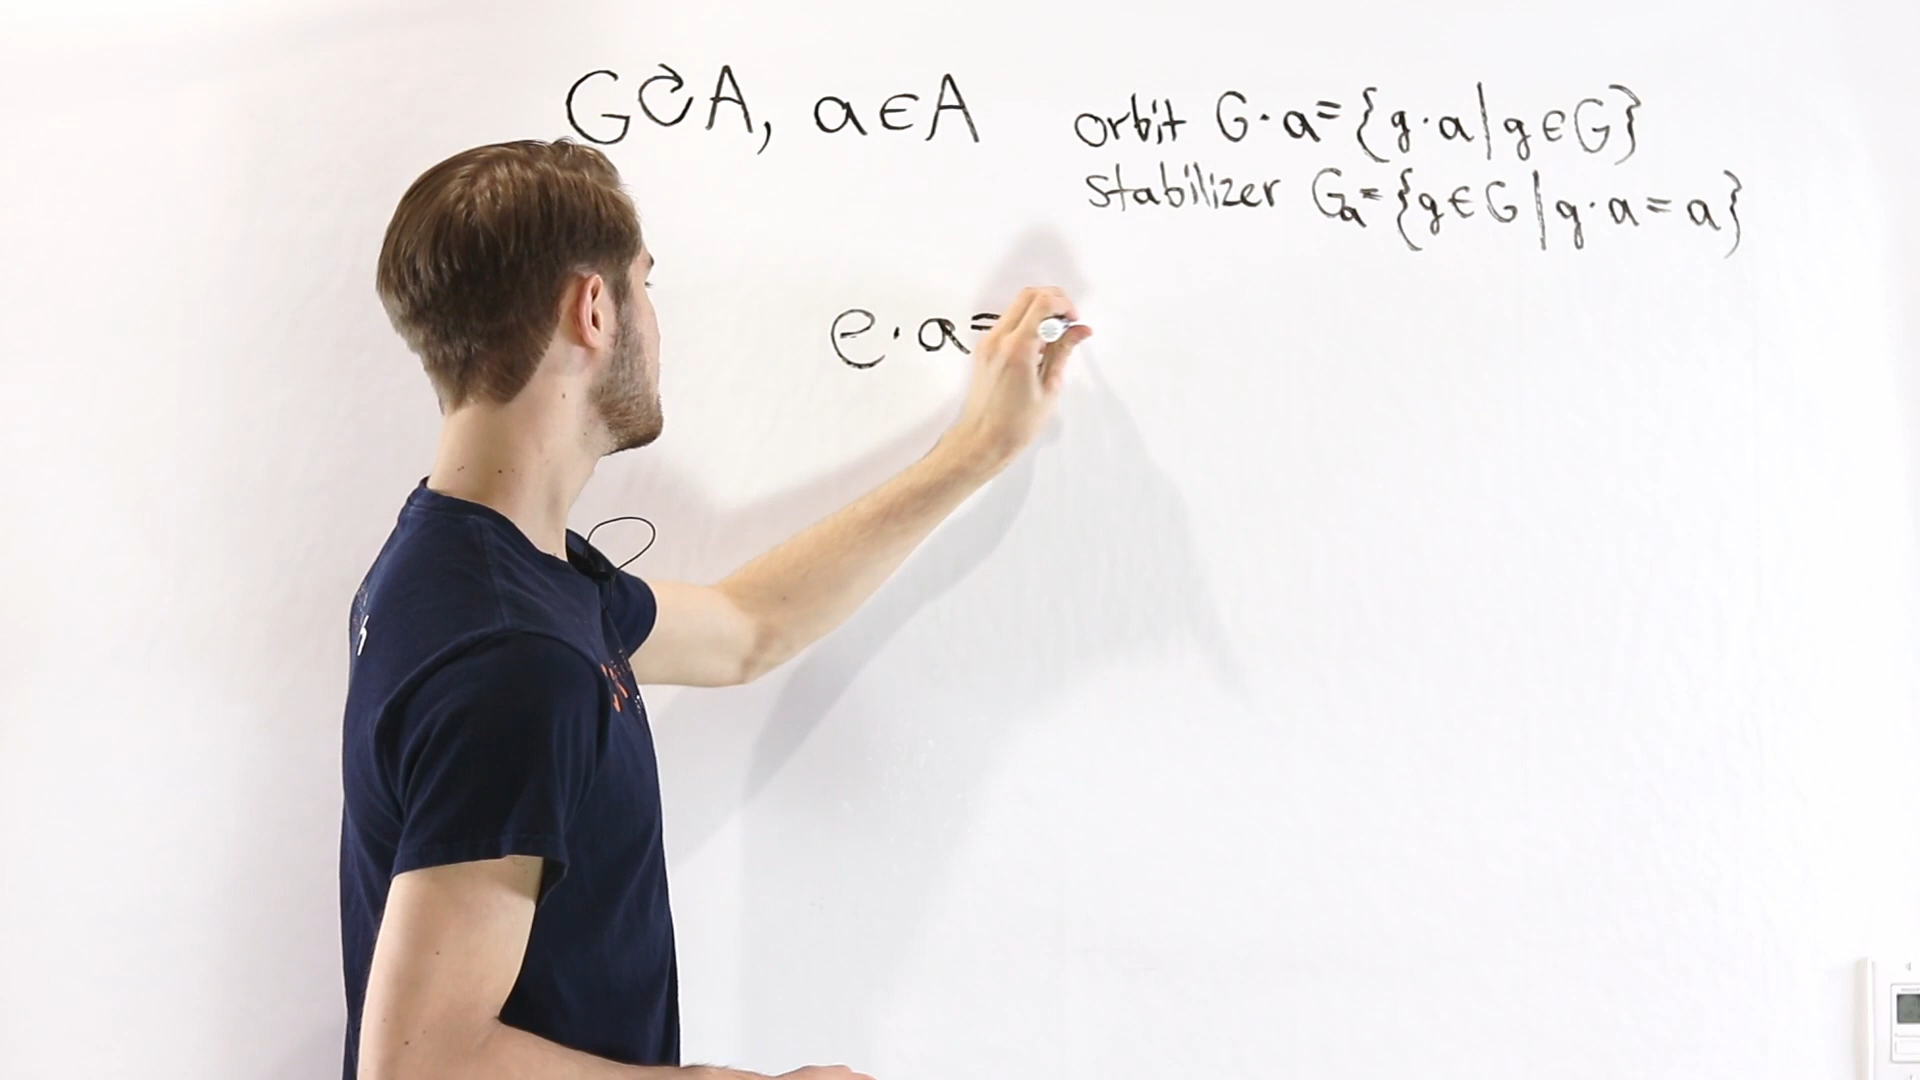 G↻A, a∈A
orbit G·a={g·a|g∈G}
stabilizer Gₐ={g∈G|g·a=a}
e·a=